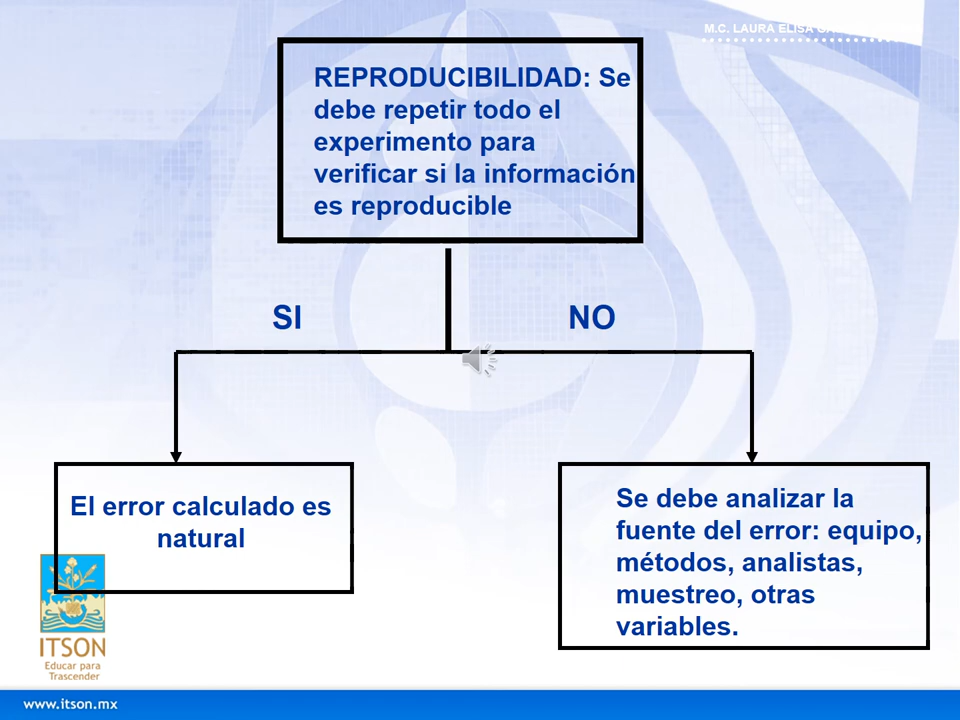 M.C. LAURA ELISA
REPRODUCIBILIDAD: Se
debe repetir todo el
experimento para
verificar si la información
es reproducible
SI
NO
El error calculado es
natural
Se debe analizar la
fuente del error: equipo,
métodos, analistas,
muestreo, otras
variables.
ITSON
Educar para
Trascender
www.itson.mx